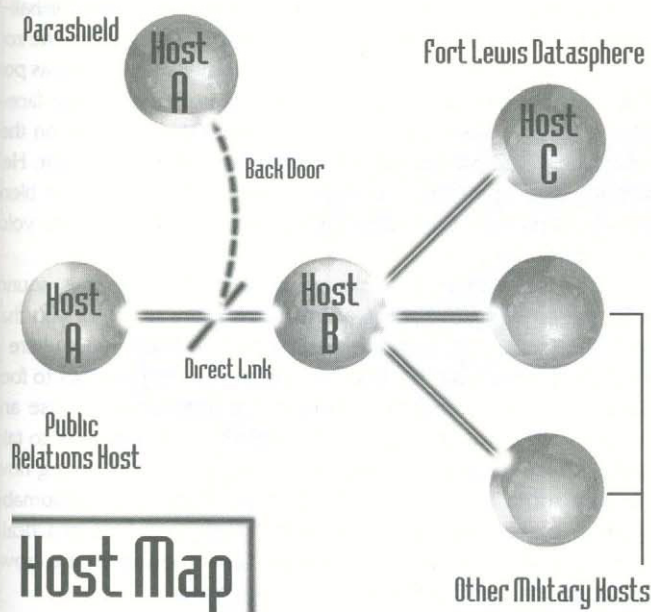 Parashield
Host
A
Fort Lewis Datasphere
Host
C
Back Door
Host
A
Host
B
Direct Link
Public
Relations Host
Host Map
Other Military Hosts